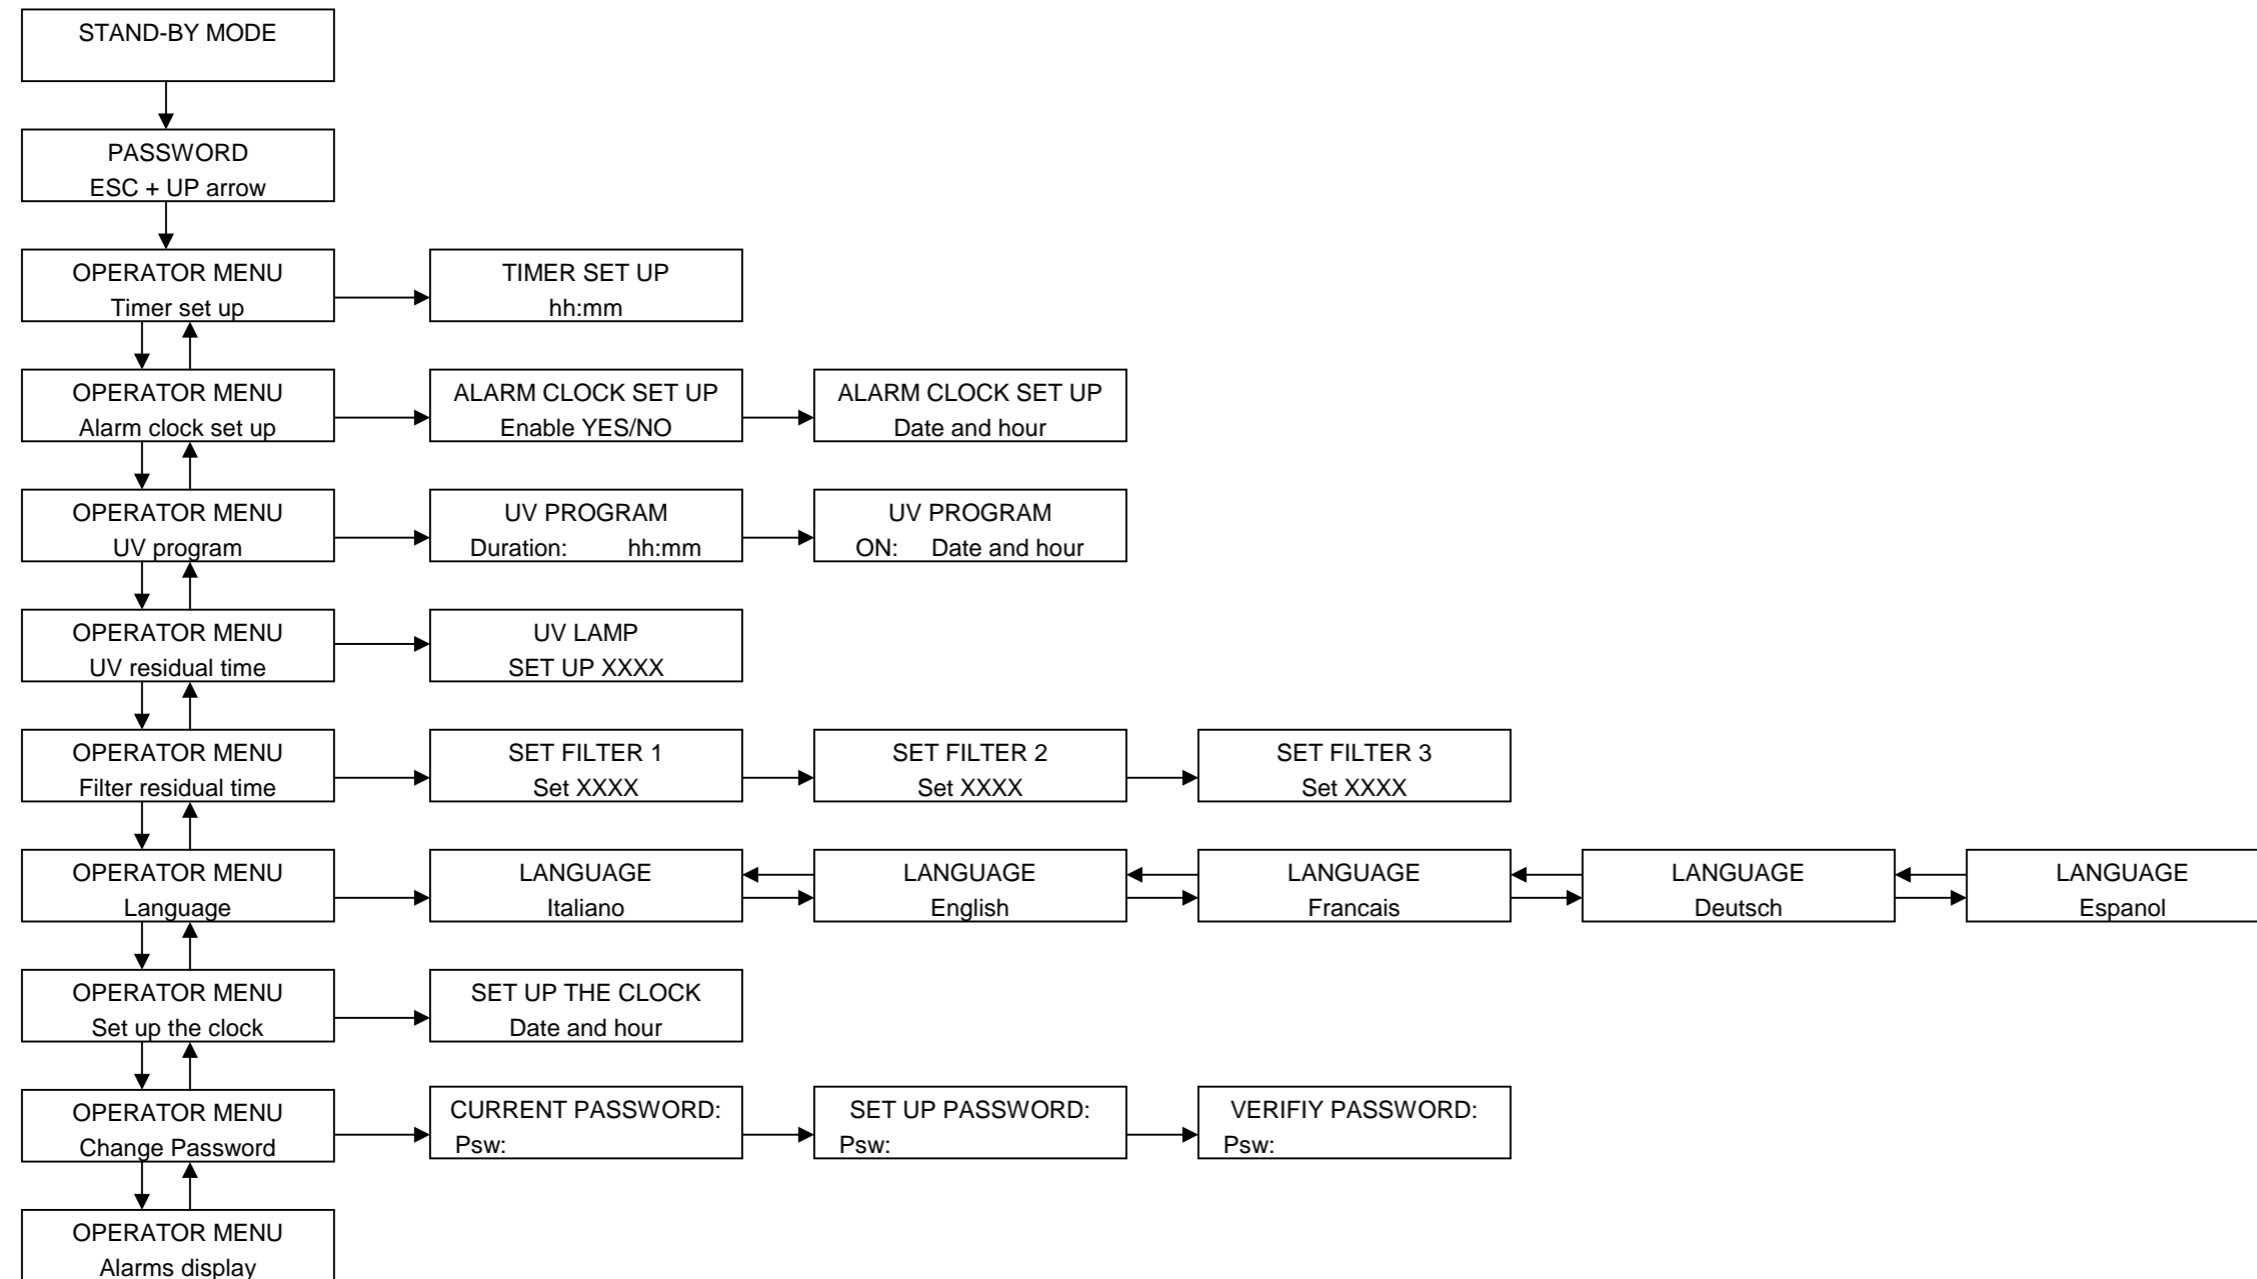 STAND-BY MODE
PASSWORD
ESC + UP arrow
OPERATOR MENU
Timer set up
TIMER SET UP
hh:mm
OPERATOR MENU
Alarm clock set up
ALARM CLOCK SET UP
Enable YES/NO
ALARM CLOCK SET UP
Date and hour
OPERATOR MENU
UV program
UV PROGRAM
Duration: hh:mm
UV PROGRAM
ON: Date and hour
OPERATOR MENU
UV residual time
UV LAMP
SET UP XXXX
OPERATOR MENU
Filter residual time
SET FILTER 1
Set XXXX
SET FILTER 2
Set XXXX
SET FILTER 3
Set XXXX
OPERATOR MENU
Language
LANGUAGE
Italiano
LANGUAGE
English
LANGUAGE
Francais
LANGUAGE
Deutsch
LANGUAGE
Espanol
OPERATOR MENU
Set up the clock
SET UP THE CLOCK
Date and hour
OPERATOR MENU
Change Password
CURRENT PASSWORD:
Psw:
SET UP PASSWORD:
Psw:
VERIFIY PASSWORD:
Psw:
OPERATOR MENU
Alarms display